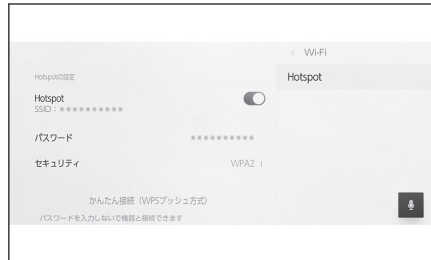 Wi-Fi
Hotspotの設定
Hotspot
Hotspot
SSID：＊＊＊＊＊＊＊＊＊＊
パスワード ＊＊＊＊＊＊＊＊＊＊
セキュリティ WPA2
かんたん接続（WPSプッシュ方式）
パスワードを入力しないで機器と接続できます